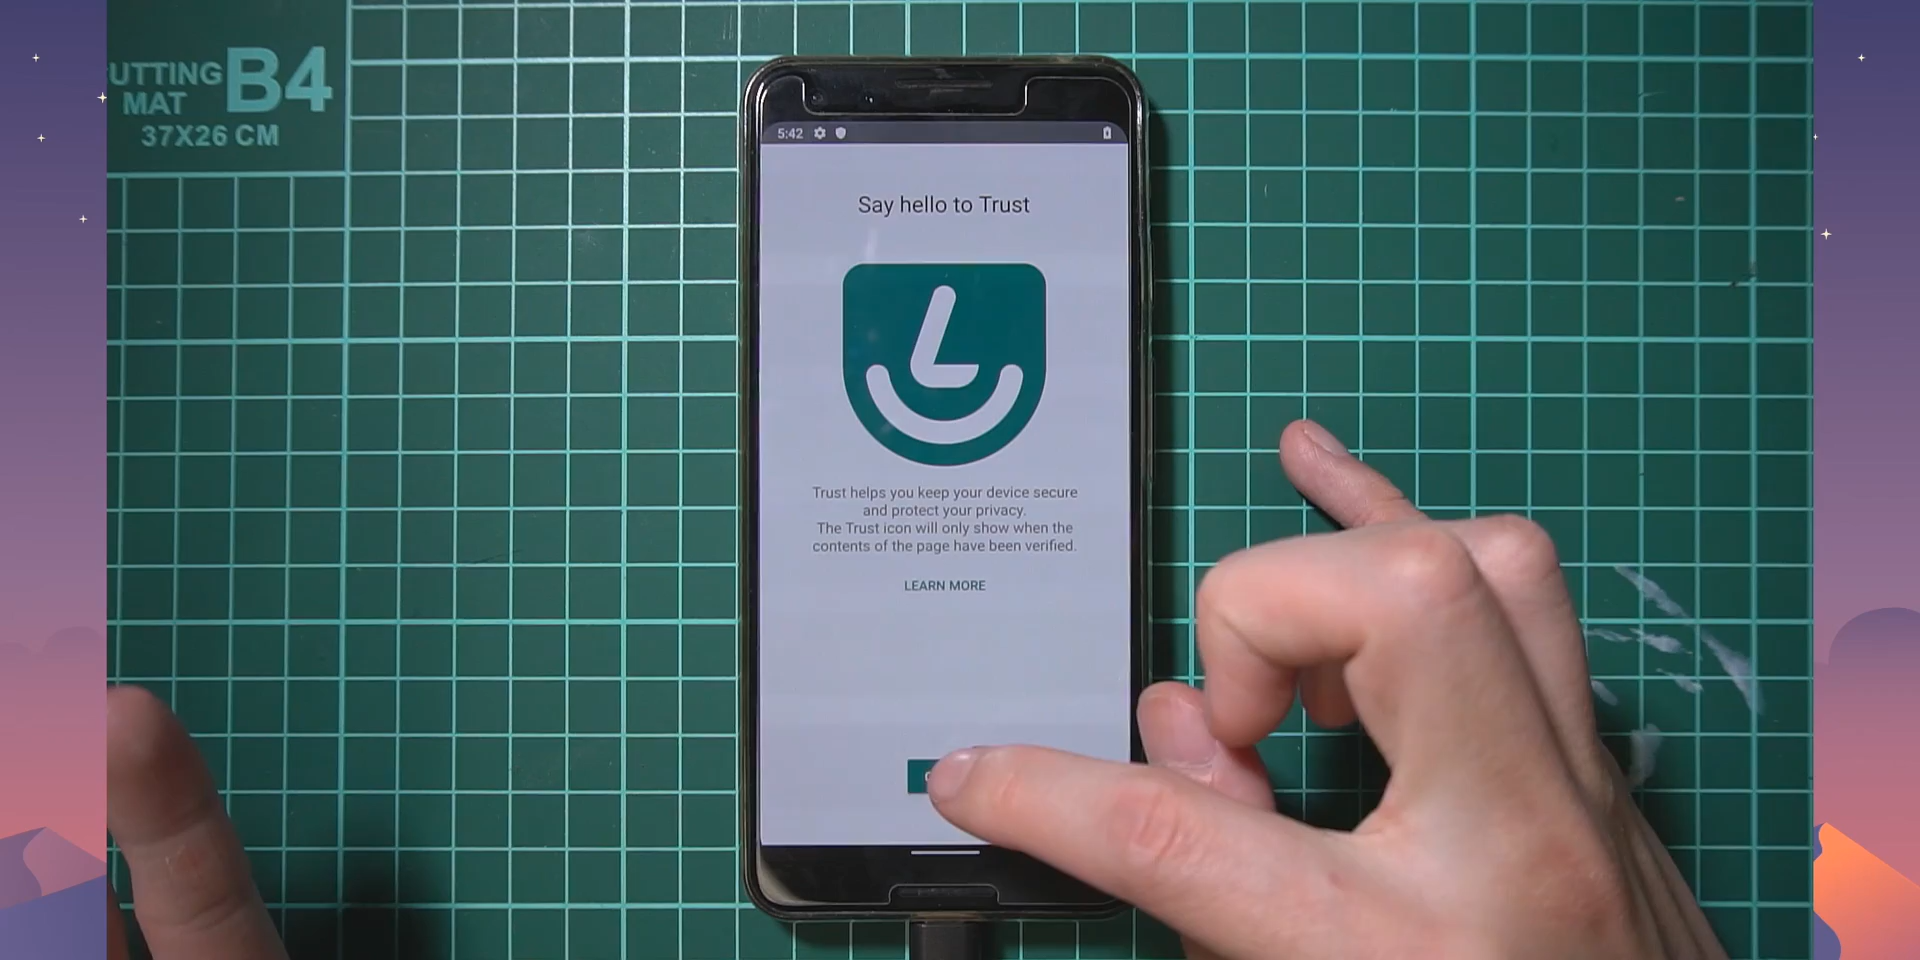 UTTING
MAT
B4
37X26 CM
5:42
Say hello to Trust
Trust helps you keep your device secure
and protect your privacy.
The Trust icon will only show when the
contents of the page have been verified.
LEARN MORE